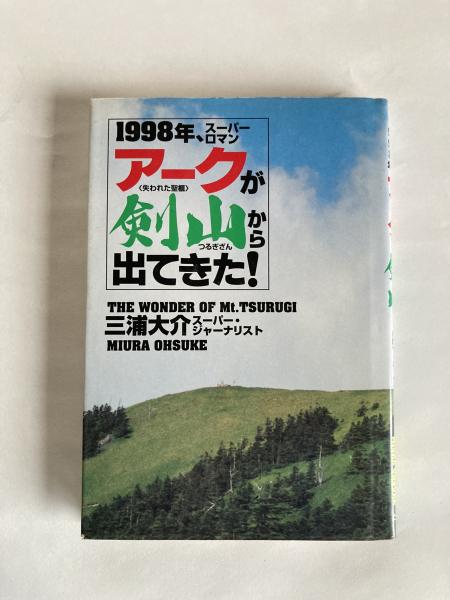 1998年、スーパーロマン
アークが
〈失われた聖櫃〉
剣山から
つるぎざん
出てきた!
THE WONDER OF Mt.TSURUGI
三浦大介 スーパー・ジャーナリスト
MIURA OHSUKE